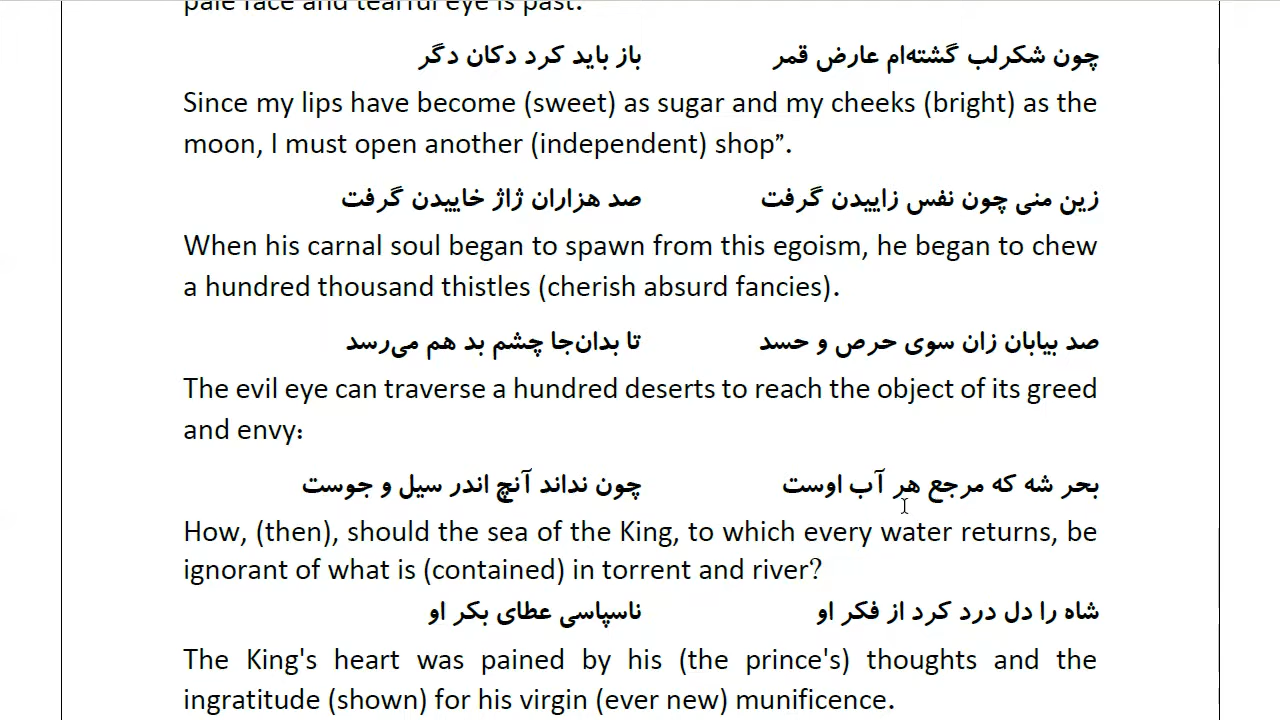 pale face and tearful eye is past.
چون شکرلب گشته‌ام عارض قمر باز باید کرد دکان دگر
Since my lips have become (sweet) as sugar and my cheeks (bright) as the
moon, I must open another (independent) shop”.
زین منی چون نفس زاییدن گرفت صد هزاران ژاژ خاییدن گرفت
When his carnal soul began to spawn from this egoism, he began to chew
a hundred thousand thistles (cherish absurd fancies).
صد بیابان زان سوی حرص و حسد تا بدان‌جا چشم بد هم می‌رسد
The evil eye can traverse a hundred deserts to reach the object of its greed
and envy:
بحر شه که مرجع هر آب اوست چون نداند آنچ اندر سیل و جوست
How, (then), should the sea of the King, to which every water returns, be
ignorant of what is (contained) in torrent and river?
شاه را دل درد کرد از فکر او ناسپاسی عطای بکر او
The King's heart was pained by his (the prince's) thoughts and the
ingratitude (shown) for his virgin (ever new) munificence.